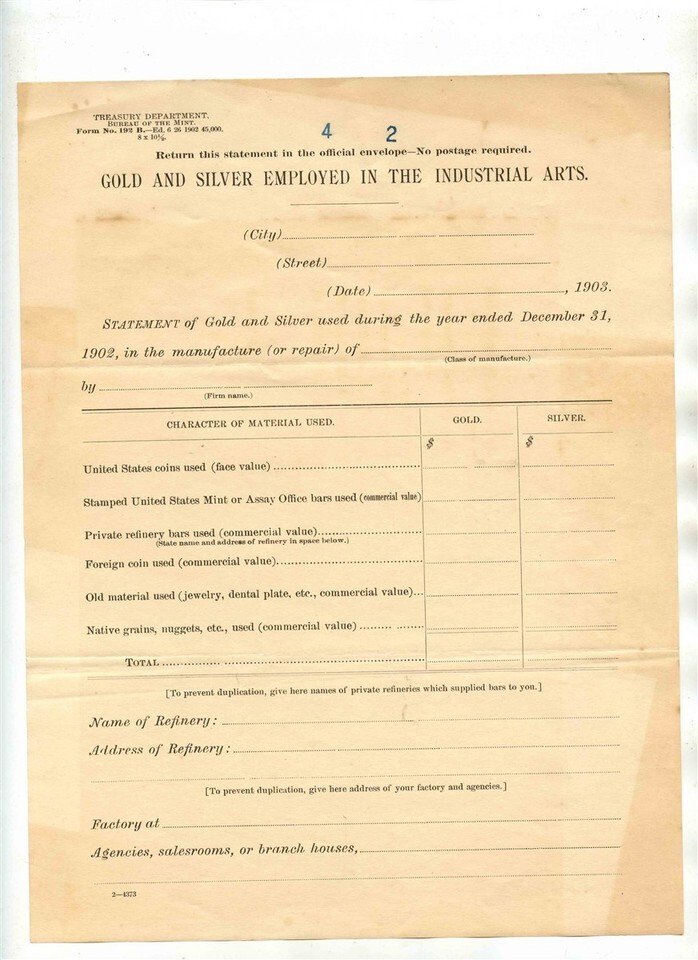 TREASURY DEPARTMENT,
BUREAU OF THE MINT.
Form No. 192 B.—Ed. 6 26 1902 45,000.
8 x 10½.
4 2
Return this statement in the official envelope—No postage required.
GOLD AND SILVER EMPLOYED IN THE INDUSTRIAL ARTS.
(City)
(Street)
(Date) , 1903.
STATEMENT of Gold and Silver used during the year ended December 31,
1902, in the manufacture (or repair) of
(Class of manufacture.)
by
(Firm name.)
CHARACTER OF MATERIAL USED. GOLD. SILVER.
$ $
United States coins used (face value)
Stamped United States Mint or Assay Office bars used (commercial value)
Private refinery bars used (commercial value)
(State name and address of refinery in space below.)
Foreign coin used (commercial value)
Old material used (jewelry, dental plate, etc., commercial value)
Native grains, nuggets, etc., used (commercial value)
TOTAL
[To prevent duplication, give here names of private refineries which supplied bars to you.]
Name of Refinery:
Address of Refinery:
[To prevent duplication, give here address of your factory and agencies.]
Factory at
Agencies, salesrooms, or branch houses,
2—4373